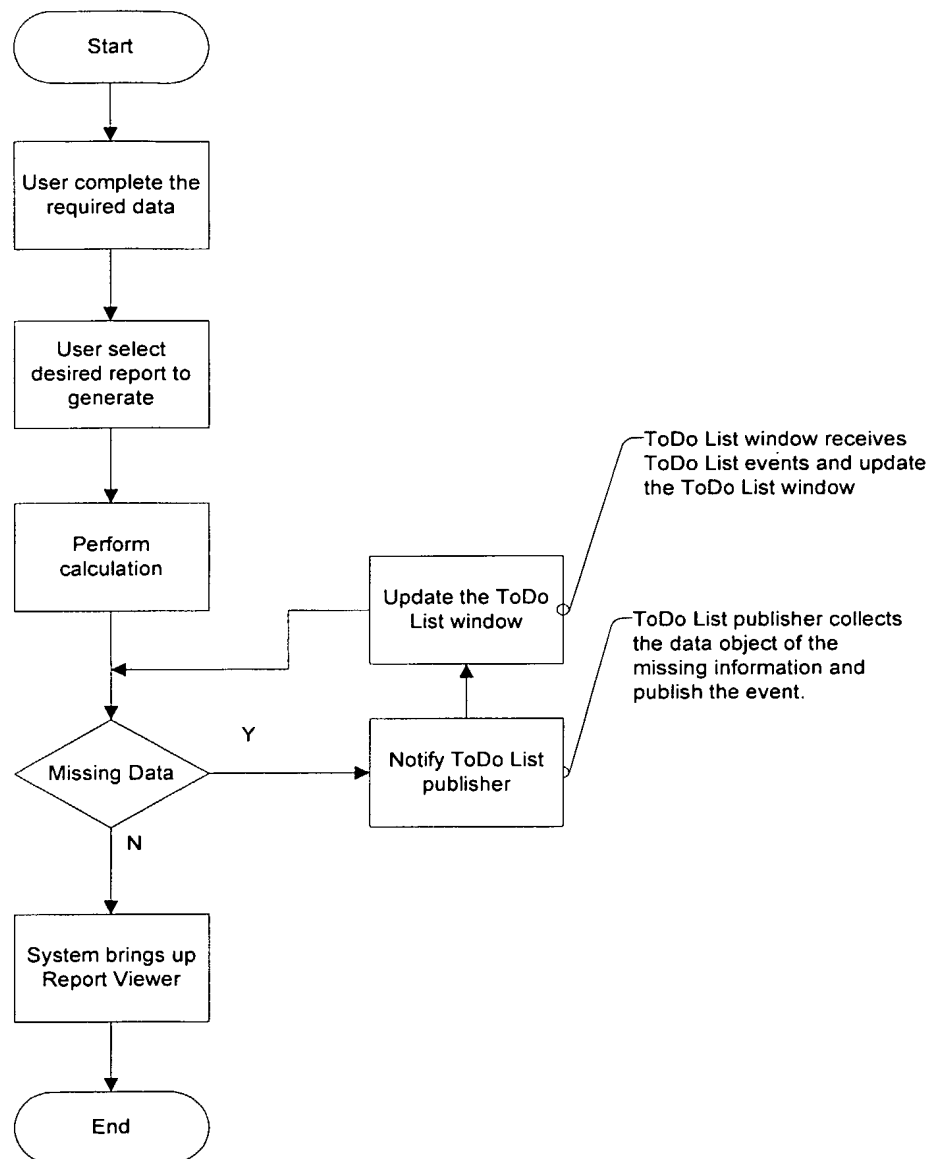 Start
User complete the
required data
User select
desired report to
generate
Perform
calculation
Update the ToDo
List window
ToDo List window receives
ToDo List events and update
the ToDo List window
ToDo List publisher collects
the data object of the
missing information and
publish the event.
Missing Data
Y
Notify ToDo List
publisher
N
System brings up
Report Viewer
End